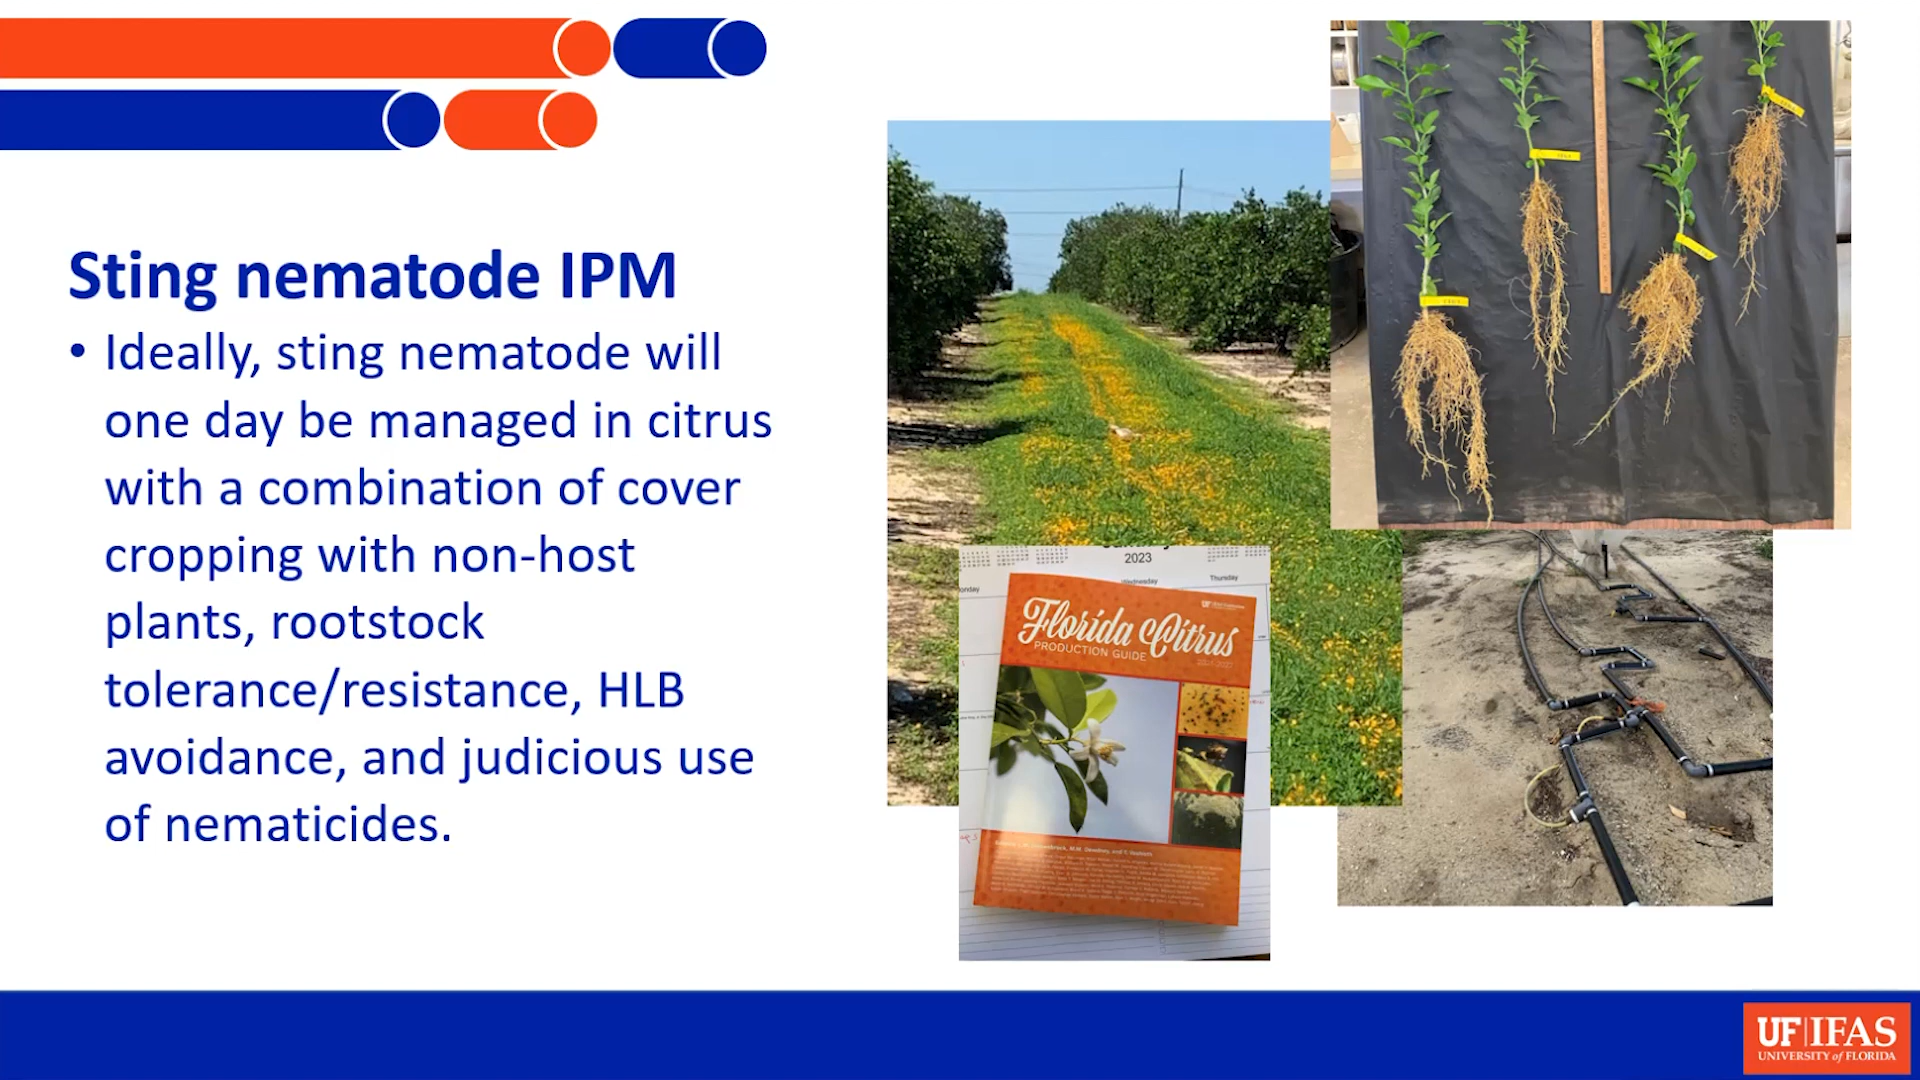 Sting nematode IPM
• Ideally, sting nematode will
one day be managed in citrus
with a combination of cover
cropping with non-host
plants, rootstock
tolerance/resistance, HLB
avoidance, and judicious use
of nematicides.
2023
Wednesday
Thursday
Florida Citrus
PRODUCTION GUIDE
UF|IFAS
UNIVERSITY of FLORIDA